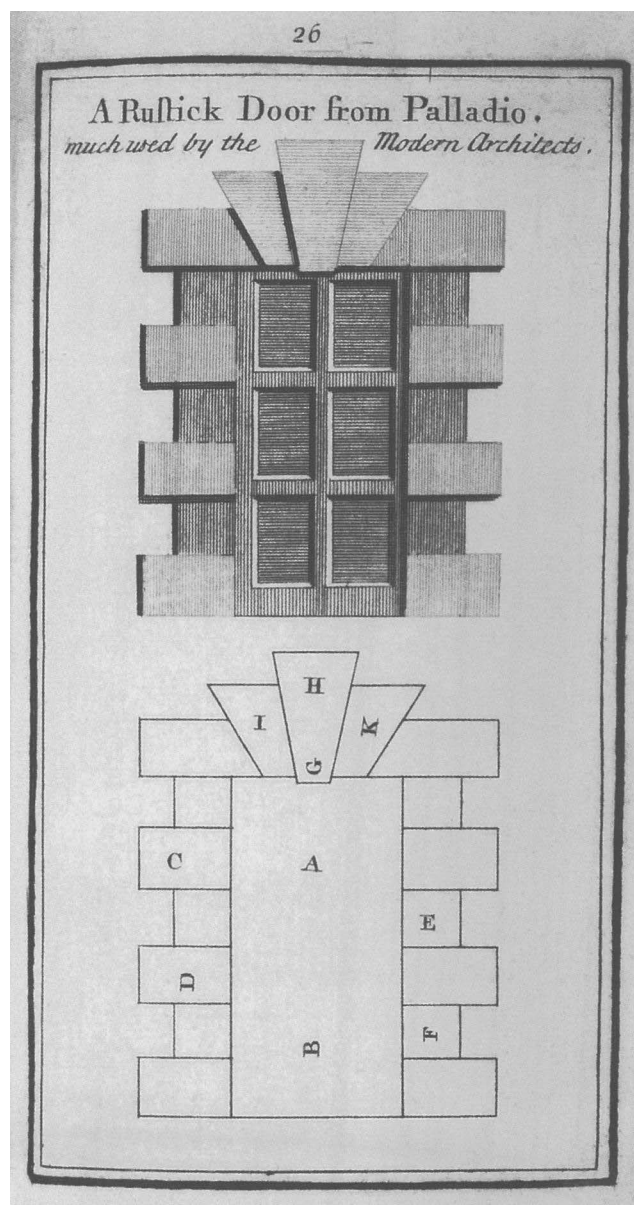 26
A Ruſtick Door from Palladio.
much used by the Modern Architects.
H
I
K
G
C
A
E
D
B
F